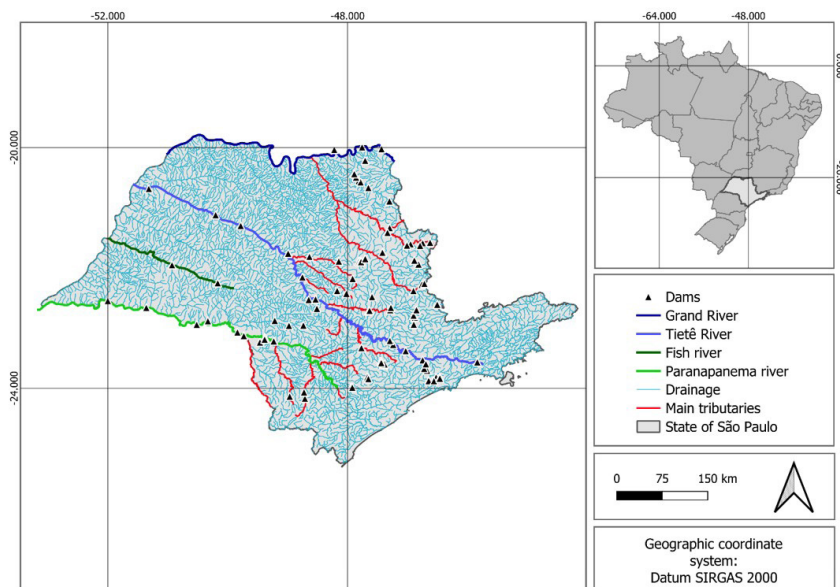 -52.000
-48.000
-20.000
-24.000
-64.000
-48.000
0.000
Dams
Grand River
Tietê River
Fish river
Paranapanema river
Drainage
Main tributaries
State of São Paulo
0 75 150 km
Geographic coordinate
system:
Datum SIRGAS 2000